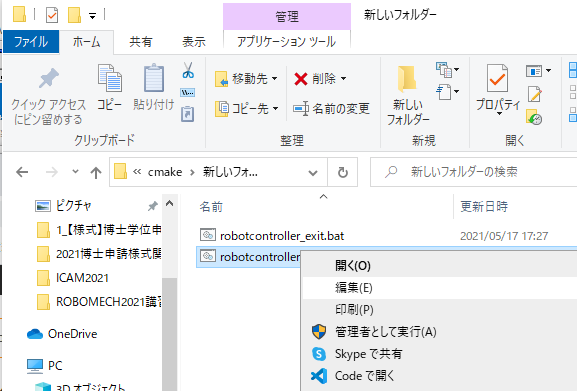 管理
新しいフォルダー
ファイル
ホーム
共有
表示
アプリケーション ツール
クイック アクセス
にピン留めする
コピー
貼り付け
クリップボード
移動先
コピー先
削除
名前の変更
整理
新しい
フォルダー
新規
プロパティ
開く
cmake
新しいフォ...
新しいフォルダーの検索
ピクチャ
1_【様式】博士学位申
2021博士申請様式関
ICAM2021
ROBOMECH2021講習
OneDrive
PC
3D オブジェクト
名前
更新日時
robotcontroller_exit.bat
2021/05/17 17:27
robotcontroller
開く(O)
編集(E)
印刷(P)
管理者として実行(A)
Skype で共有
Code で開く